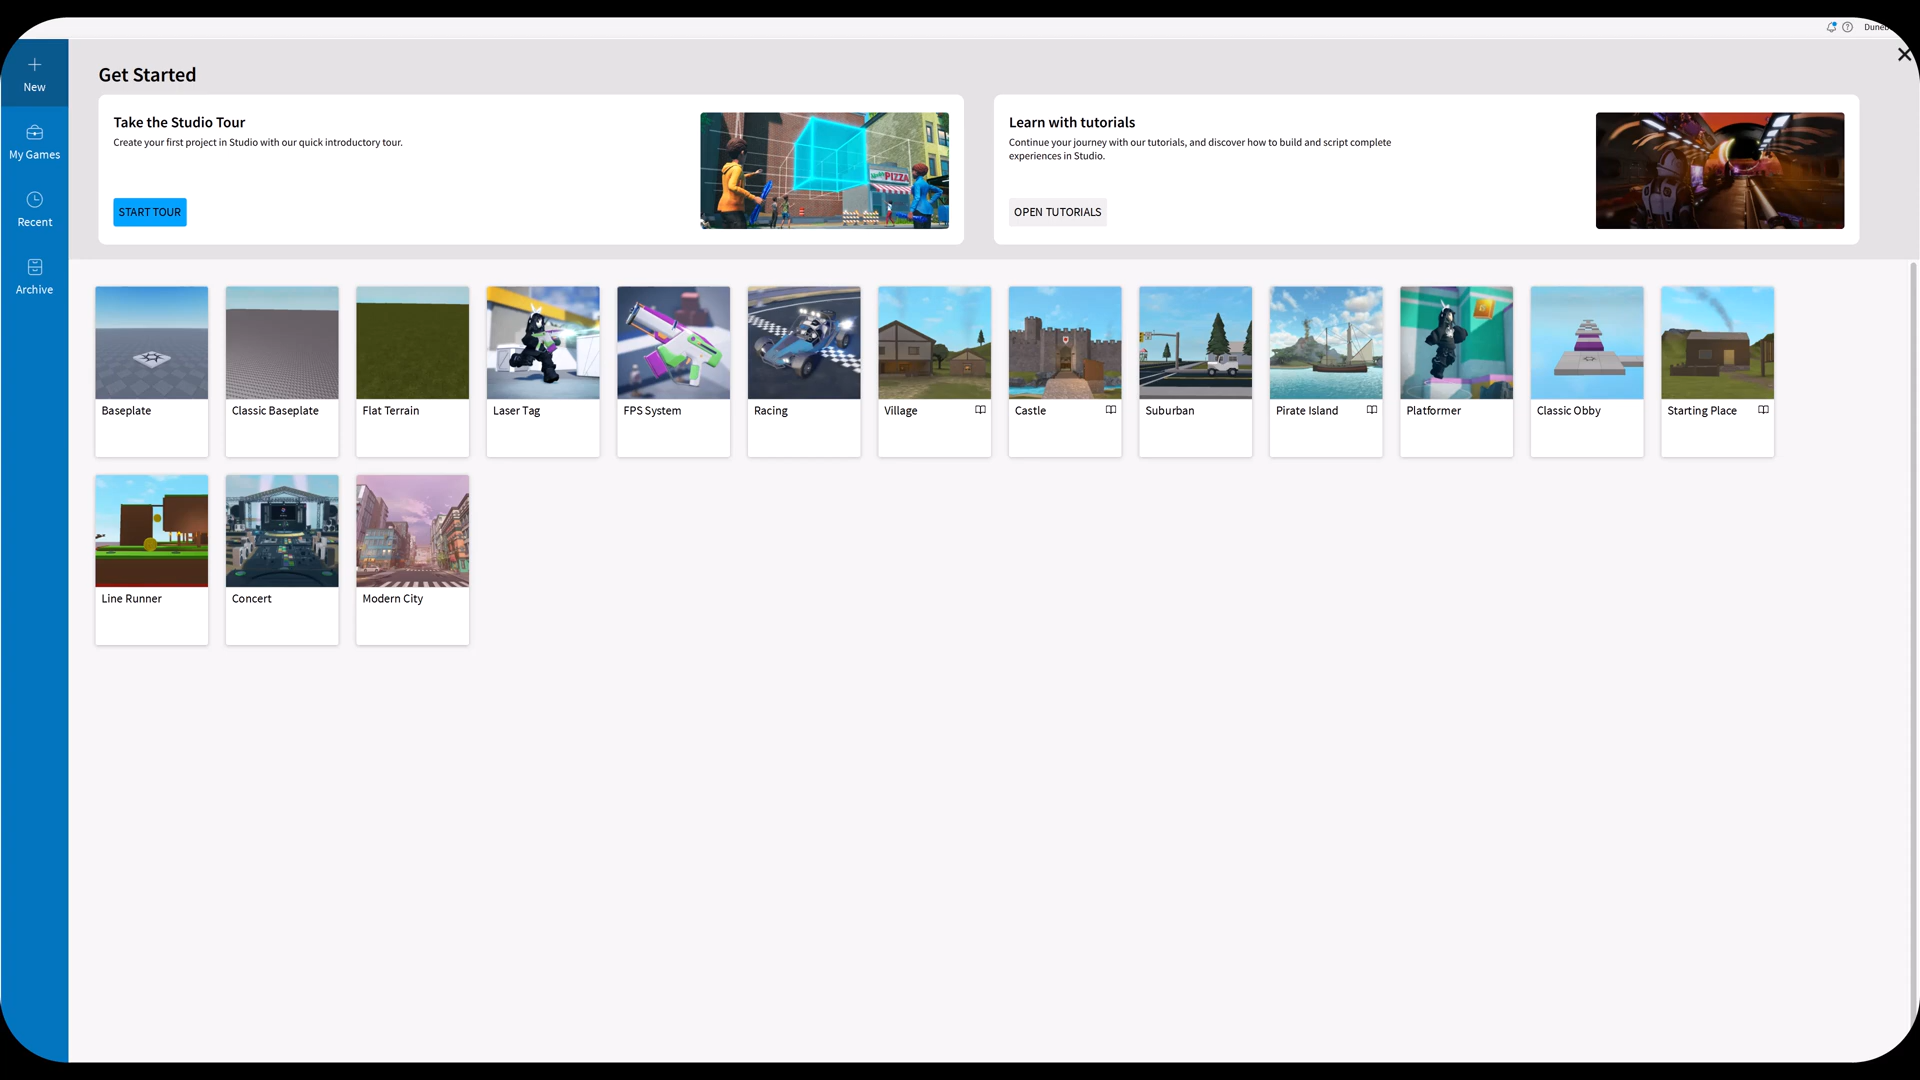 New
My Games
Recent
Archive
Get Started
Take the Studio Tour
Create your first project in Studio with our quick introductory tour.
START TOUR
PIZZA
Learn with tutorials
Continue your journey with our tutorials, and discover how to build and script complete
experiences in Studio.
OPEN TUTORIALS
Baseplate
Classic Baseplate
Flat Terrain
Laser Tag
FPS System
Racing
Village
Castle
Suburban
Pirate Island
Platformer
Classic Obby
Starting Place
Line Runner
Concert
Modern City